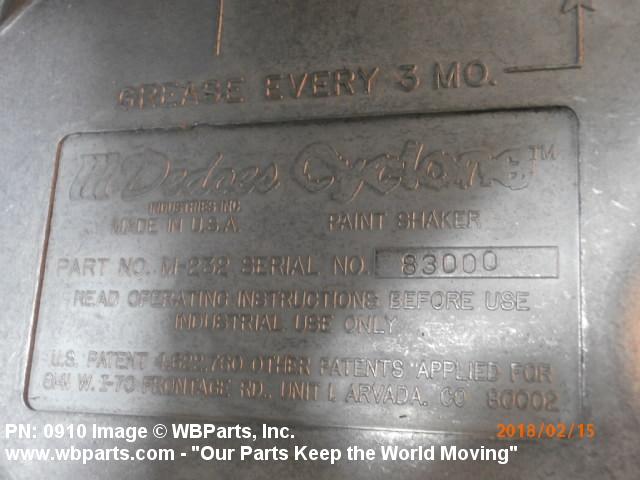 GREASE EVERY 3 MO.
Dedoes Cyclone™
INDUSTRIES INC
MADE IN U.S.A. PAINT SHAKER
PART NO. M-232 SERIAL NO. 83000
READ OPERATING INSTRUCTIONS BEFORE USE
INDUSTRIAL USE ONLY
U.S. PATENT 4,622,760 OTHER PATENTS APPLIED FOR
W. I-70 FRONTAGE RD., UNIT I, ARVADA, CO 80002
PN: 0910 Image © WBParts, Inc.
2018/02/15
www.wbparts.com - "Our Parts Keep the World Moving"